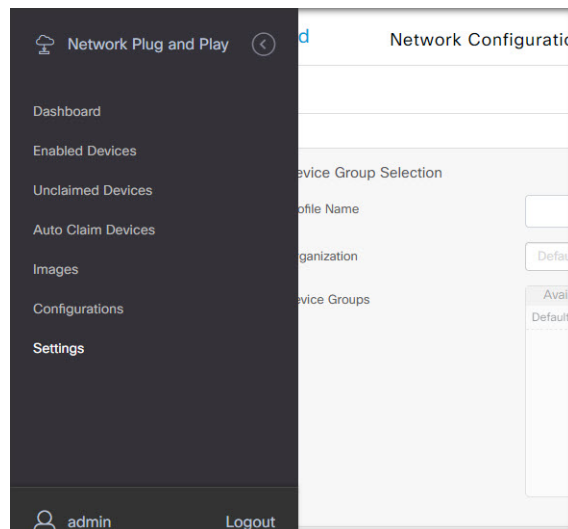 Network Plug and Play
Dashboard
Enabled Devices
Unclaimed Devices
Auto Claim Devices
Images
Configurations
Settings
admin Logout
d
Network Configuratio
evice Group Selection
ofile Name
ganization
Defau
evice Groups
Avai
Default